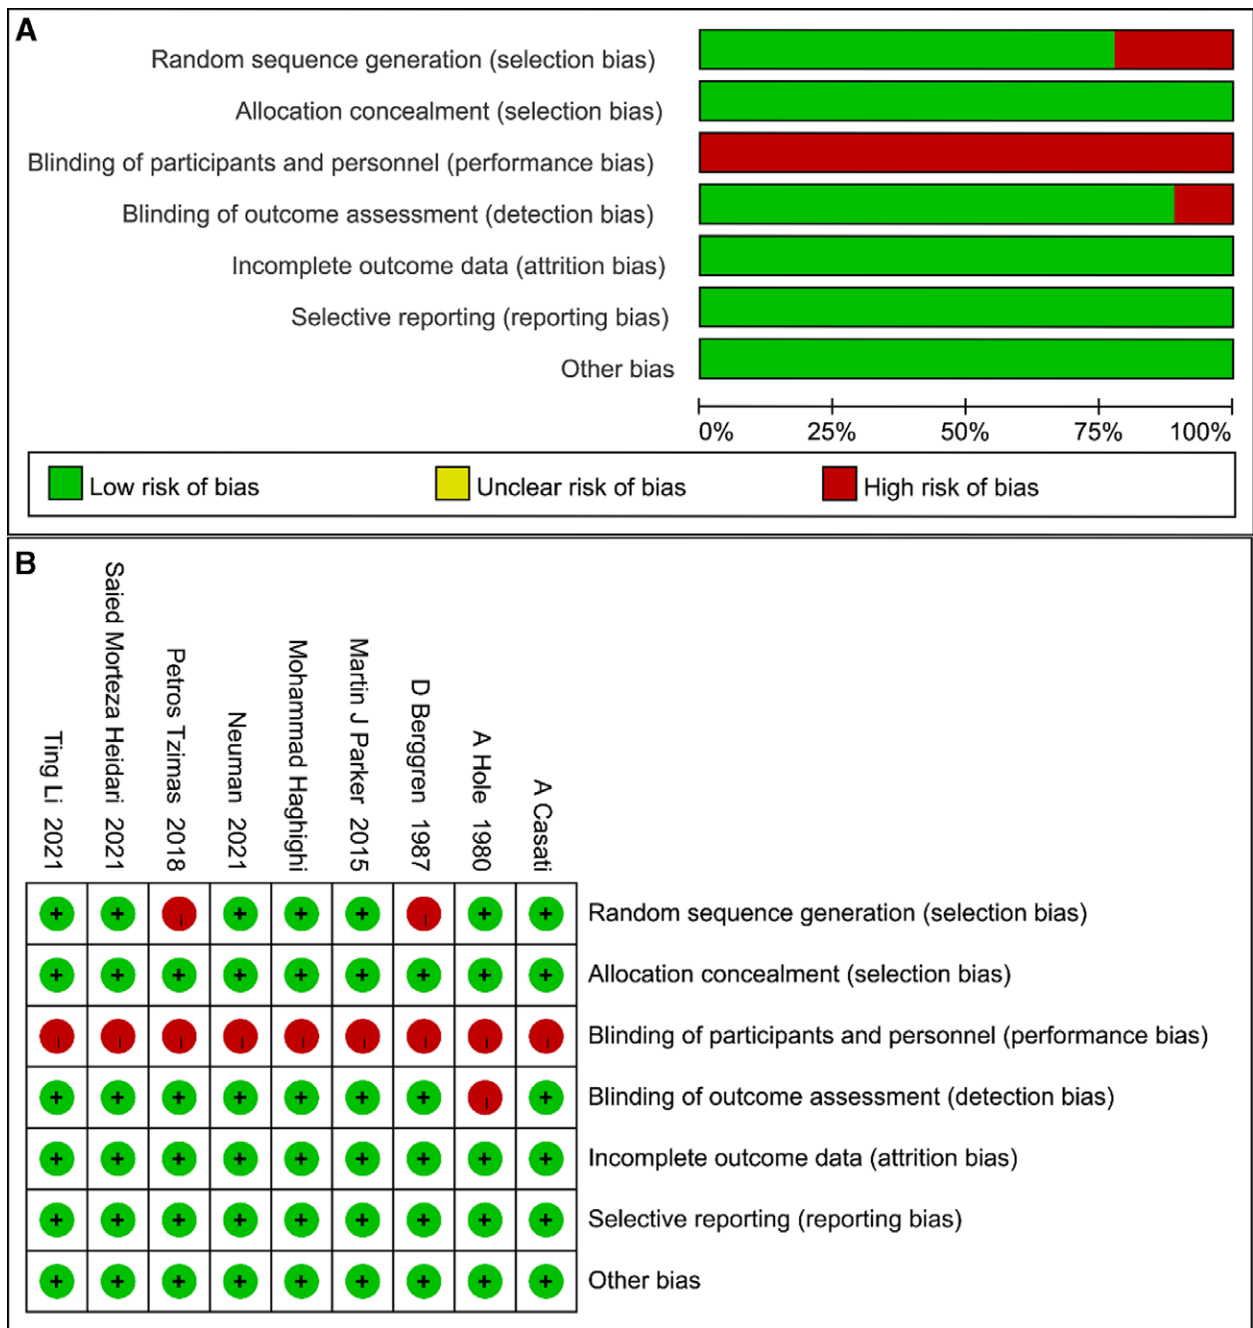 A
Random sequence generation (selection bias)
Allocation concealment (selection bias)
Blinding of participants and personnel (performance bias)
Blinding of outcome assessment (detection bias)
Incomplete outcome data (attrition bias)
Selective reporting (reporting bias)
Other bias
0% 25% 50% 75% 100%
Low risk of bias Unclear risk of bias High risk of bias
B
Ting Li 2021
Saied Morteza Heidari 2021
Petros Tzimas 2018
Neuman 2021
Mohammad Haghighi
Martin J Parker 2015
D Berggren 1987
A Hole 1980
A Casati
+ + - + + + - + + Random sequence generation (selection bias)
+ + + + + + + + + Allocation concealment (selection bias)
- - - - - - - - - Blinding of participants and personnel (performance bias)
+ + + + + + + - + Blinding of outcome assessment (detection bias)
+ + + + + + + + + Incomplete outcome data (attrition bias)
+ + + + + + + + + Selective reporting (reporting bias)
+ + + + + + + + + Other bias